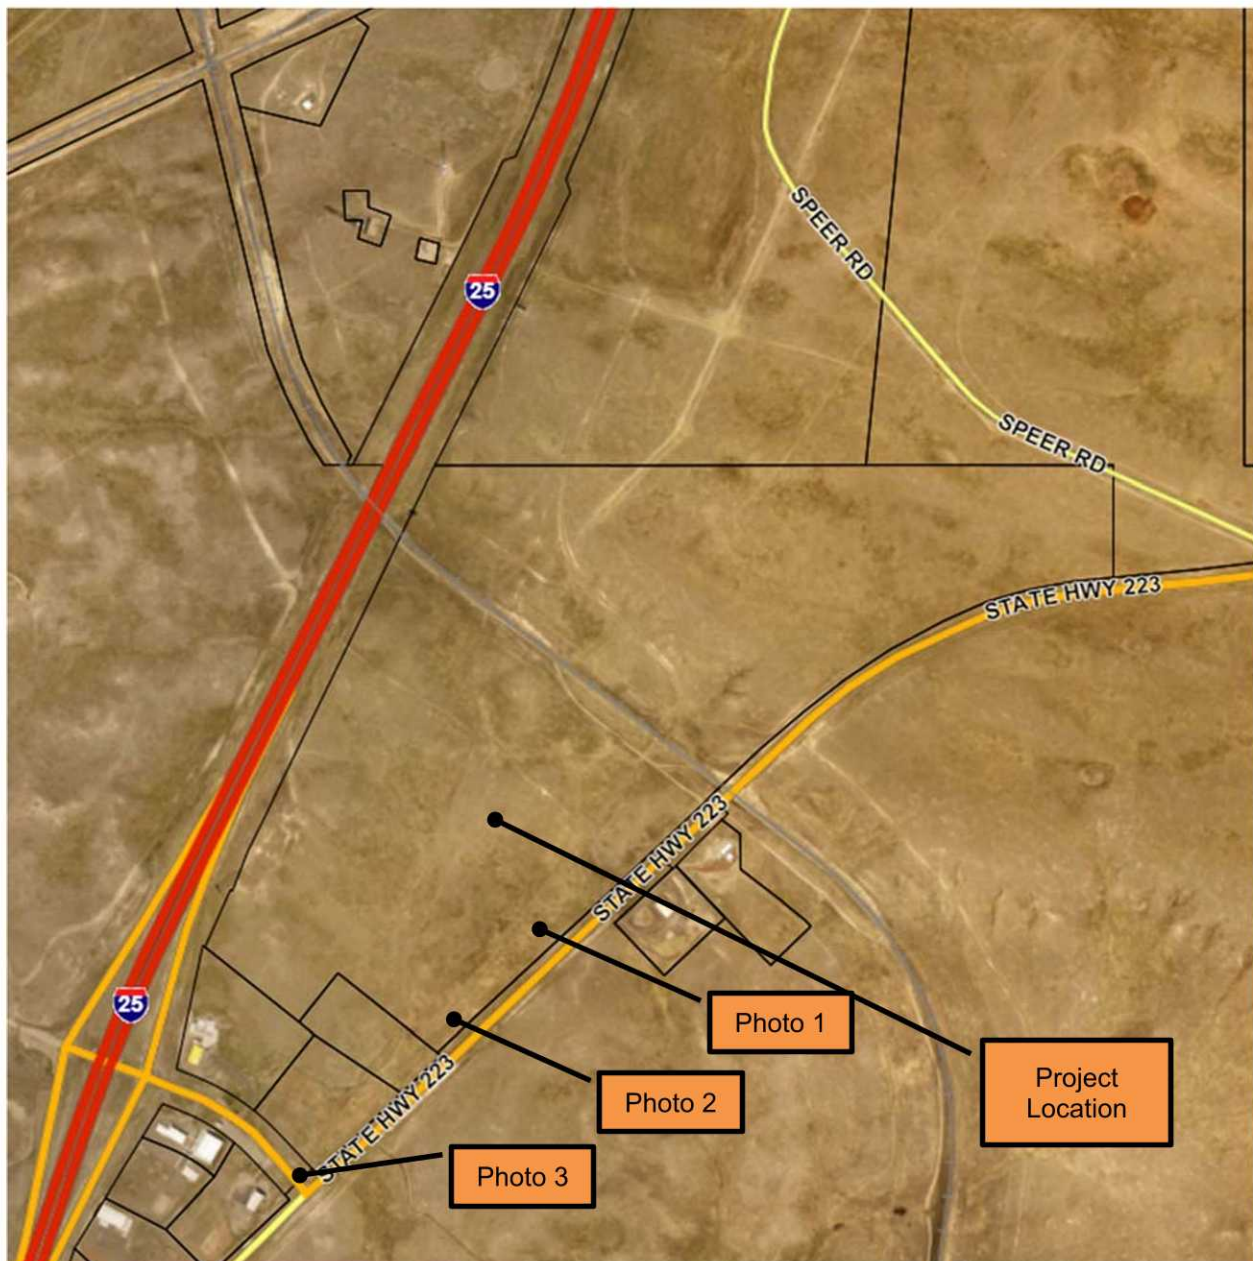 SPEER RD
25
SPEER RD
STATE HWY 223
STATE HWY 223
25
Photo 1
Project
Location
Photo 2
STATE HWY 223
Photo 3